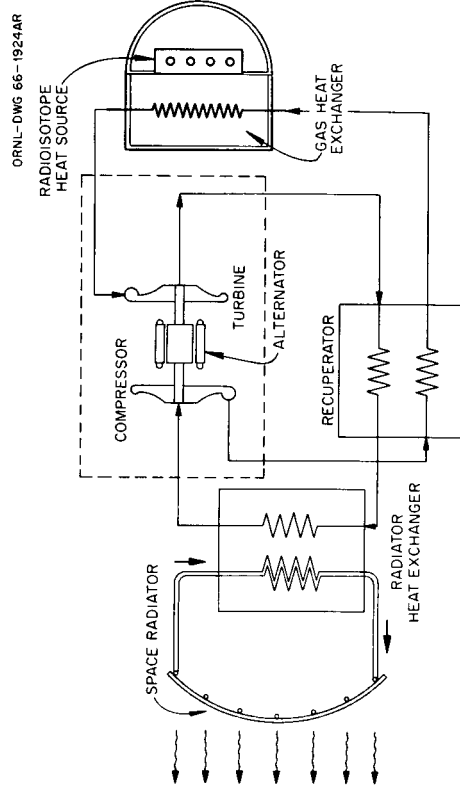 ORNL-DWG 66-1924AR
RADIOISOTOPE
HEAT SOURCE
GAS HEAT
EXCHANGER
COMPRESSOR
TURBINE
ALTERNATOR
RECUPERATOR
SPACE RADIATOR
RADIATOR
HEAT EXCHANGER